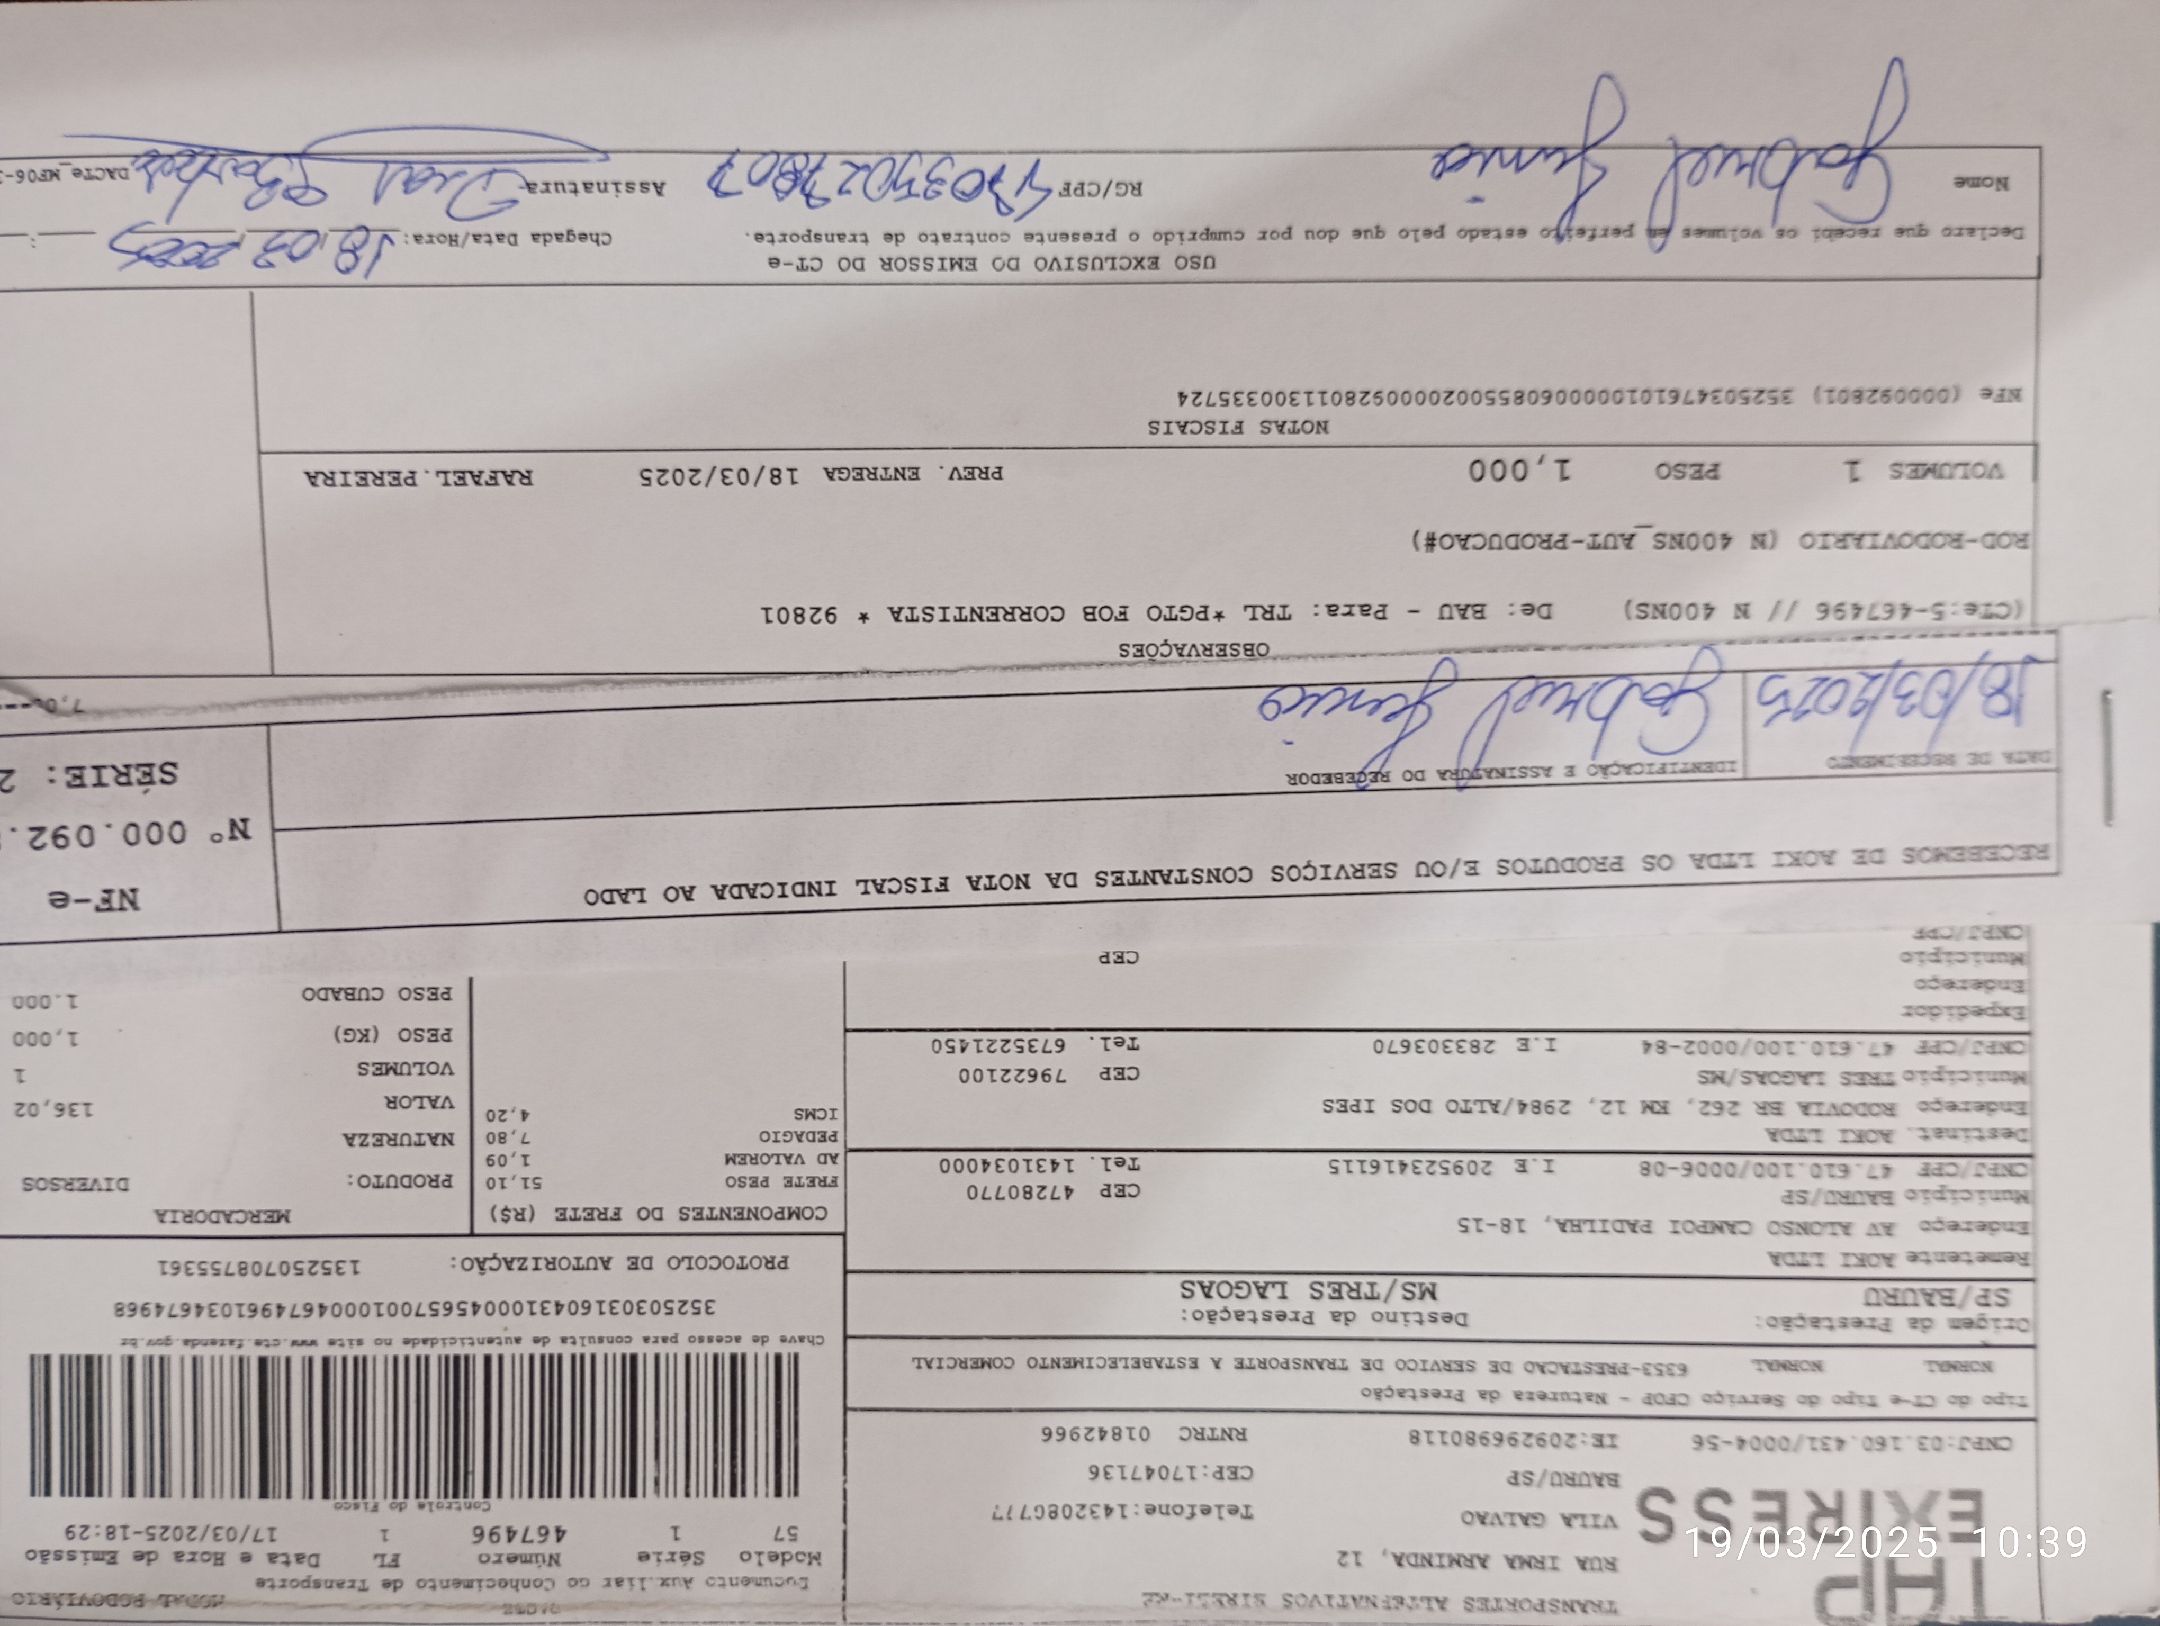 DACTE
MODAL RODOVIÁRIO
Documento Auxiliar do Conhecimento de Transporte
Modelo Série Número FL Data e Hora de Emissão
57 1 467496 1 17/03/2025-18:29
Controle do Fisco
EXPRESS
TRANSPORTES ALTERNATIVOS
RUA IRMA ARMINDA, 12
VILA GALVAO
BAURU/SP CEP:17047136
CNPJ:03.160.431/0004-56 IE:209296980118 RNTRC 01842966
Tipo do CT-e Tipo do Serviço CFOP - Natureza da Prestação
NORMAL NORMAL 6353-PRESTACAO DE SERVICO DE TRANSPORTE A ESTABELECIMENTO COMERCIAL
Chave de acesso para consulta de autenticidade no site www.cte.fazenda.gov.br
35250303160431000456570010004674961034674968
PROTOCOLO DE AUTORIZAÇÃO: 135250708755361
Origem da Prestação: Destino da Prestação:
SP/BAURU MS/TRES LAGOAS
Remetente AOKI LTDA
Endereço AV ALONSO CAMPOI PADILHA, 18-15
Município BAURU/SP CEP 47280770
CNPJ/CPF 47.610.100/0006-08 I.E 209523416115 Tel. 1431034000
Destinat. AOKI LTDA
Endereço RODOVIA BR 262, KM 12, 2984/ALTO DOS IPES
Município TRES LAGOAS/MS CEP 79622100
CNPJ/CPF 47.610.100/0002-84 I.E 283303670 Tel. 6735221450
Expedidor
Endereço
Município CEP
CNPJ/CPF
COMPONENTES DO FRETE (R$)
FRETE PESO 51,10
AD VALOREM 1,09
PEDAGIO 7,80
ICMS 4,20
MERCADORIA
PRODUTO: DIVERSOS
NATUREZA
VALOR 136,02
VOLUMES 1
PESO (KG) 1,000
PESO CUBADO 1.000
RECEBEMOS DE AOKI LTDA OS PRODUTOS E/OU SERVIÇOS CONSTANTES DA NOTA FISCAL INDICADA AO LADO
NF-e
Nº 000.092.
SÉRIE: 2
DATA DE RECEBIMENTO IDENTIFICAÇÃO E ASSINATURA DO RECEBEDOR
18/03/2025 Gabriel Junio
OBSERVAÇÕES
(CTe:5-467496 // N 400NS) De: BAU - Para: TRL *PGTO FOB CORRENTISTA * 92801
ROD-RODOVIARIO (N 400NS_AUT-PRODUCAO#)
VOLUMES 1 PESO 1,000 PREV. ENTREGA 18/03/2025 RAFAEL.PEREIRA
NOTAS FISCAIS
NFe (000092801) 35250347610100000608550020000928011300335724
USO EXCLUSIVO DO EMISSOR DO CT-e
Declaro que recebi os volumes em perfeito estado pelo que dou por cumprido o presente contrato de transporte. Chegada Data/Hora: 18 03 2025
Nome Gabriel Junio RG/CPF Assinatura
DACTe_MF06-
19/03/2025 10:39